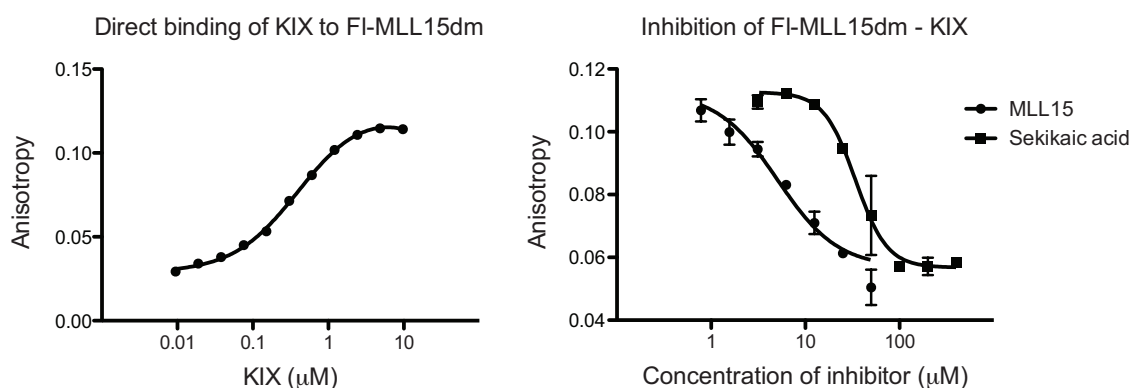 Direct binding of KIX to Fl-MLL15dm
0.15
0.10
0.05
0.00
Anisotropy
0.01
0.1
1
10
KIX (μM)
Inhibition of Fl-MLL15dm - KIX
0.12
0.10
0.08
0.06
0.04
Anisotropy
1
10
100
Concentration of inhibitor (μM)
MLL15
Sekikaic acid